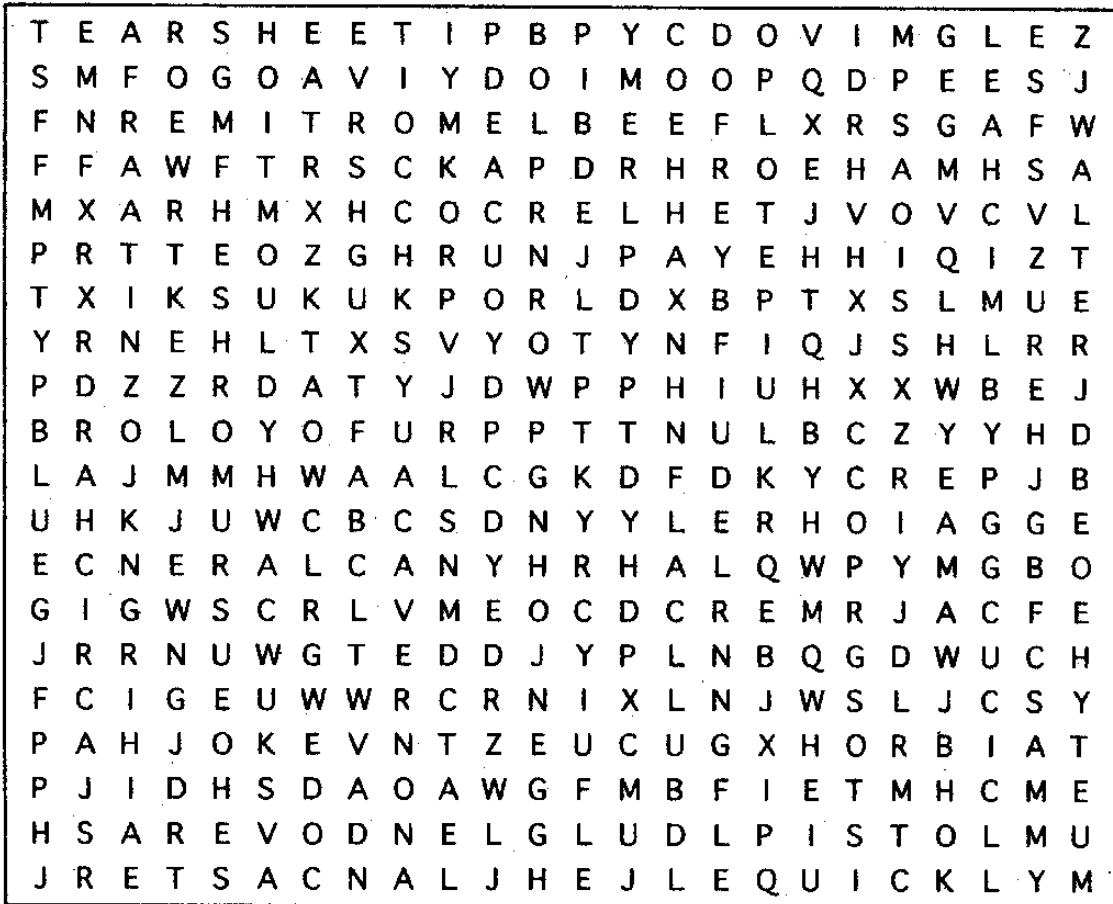 T E A R S H E E T I P B P Y C D O V I M G L E Z
S M F O G O A V I Y D O I M O O P Q D P E E S J
F N R E M I T R O M E L B E E F L X R S G A F W
F F A W F T R S C K A P D R H R O E H A M H S A
M X A R H M X H C O C R E L H E T J V O V C V L
P R T T E O Z G H R U N J P A Y E H H I Q I Z T
T X I K S U K U K P O R L D X B P T X S L M U E
Y R N E H L T X S V Y O T Y N F I Q J S H L R R
P D Z Z R D A T Y J D W P P H I U H X X W B E J
B R O L O Y O F U R P P T T N U L B C Z Y Y H D
L A J M M H W A A L C G K D F D K Y C R E P J B
U H K J U W C B C S D N Y Y L E R H O I A G G E
E C N E R A L C A N Y H R H A L Q W P Y M G B O
G I G W S C R L V M E O C D C R E M R J A C F E
J R R N U W G T E D D J Y P L N B Q G D W U C H
F C I G E U W W R C R N I X L N J W S L J C S Y
P A H J O K E V N T Z E U C U G X H O R B I A T
P J I D H S D A O A W G F M B F I E T M H C M E
H S A R E V O D N E L G L U D L P I S T O L M U
J R E T S A C N A L J H E J L E Q U I C K L Y M